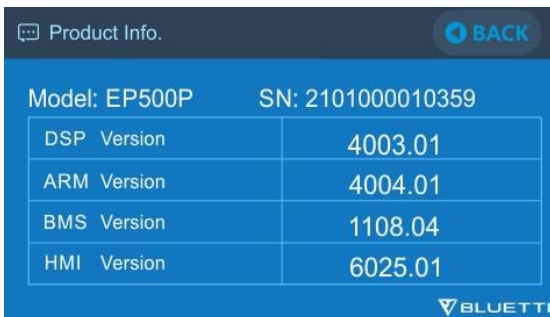 Product Info.
BACK
Model: EP500P SN: 2101000010359
DSP Version 4003.01
ARM Version 4004.01
BMS Version 1108.04
HMI Version 6025.01
BLUETTI